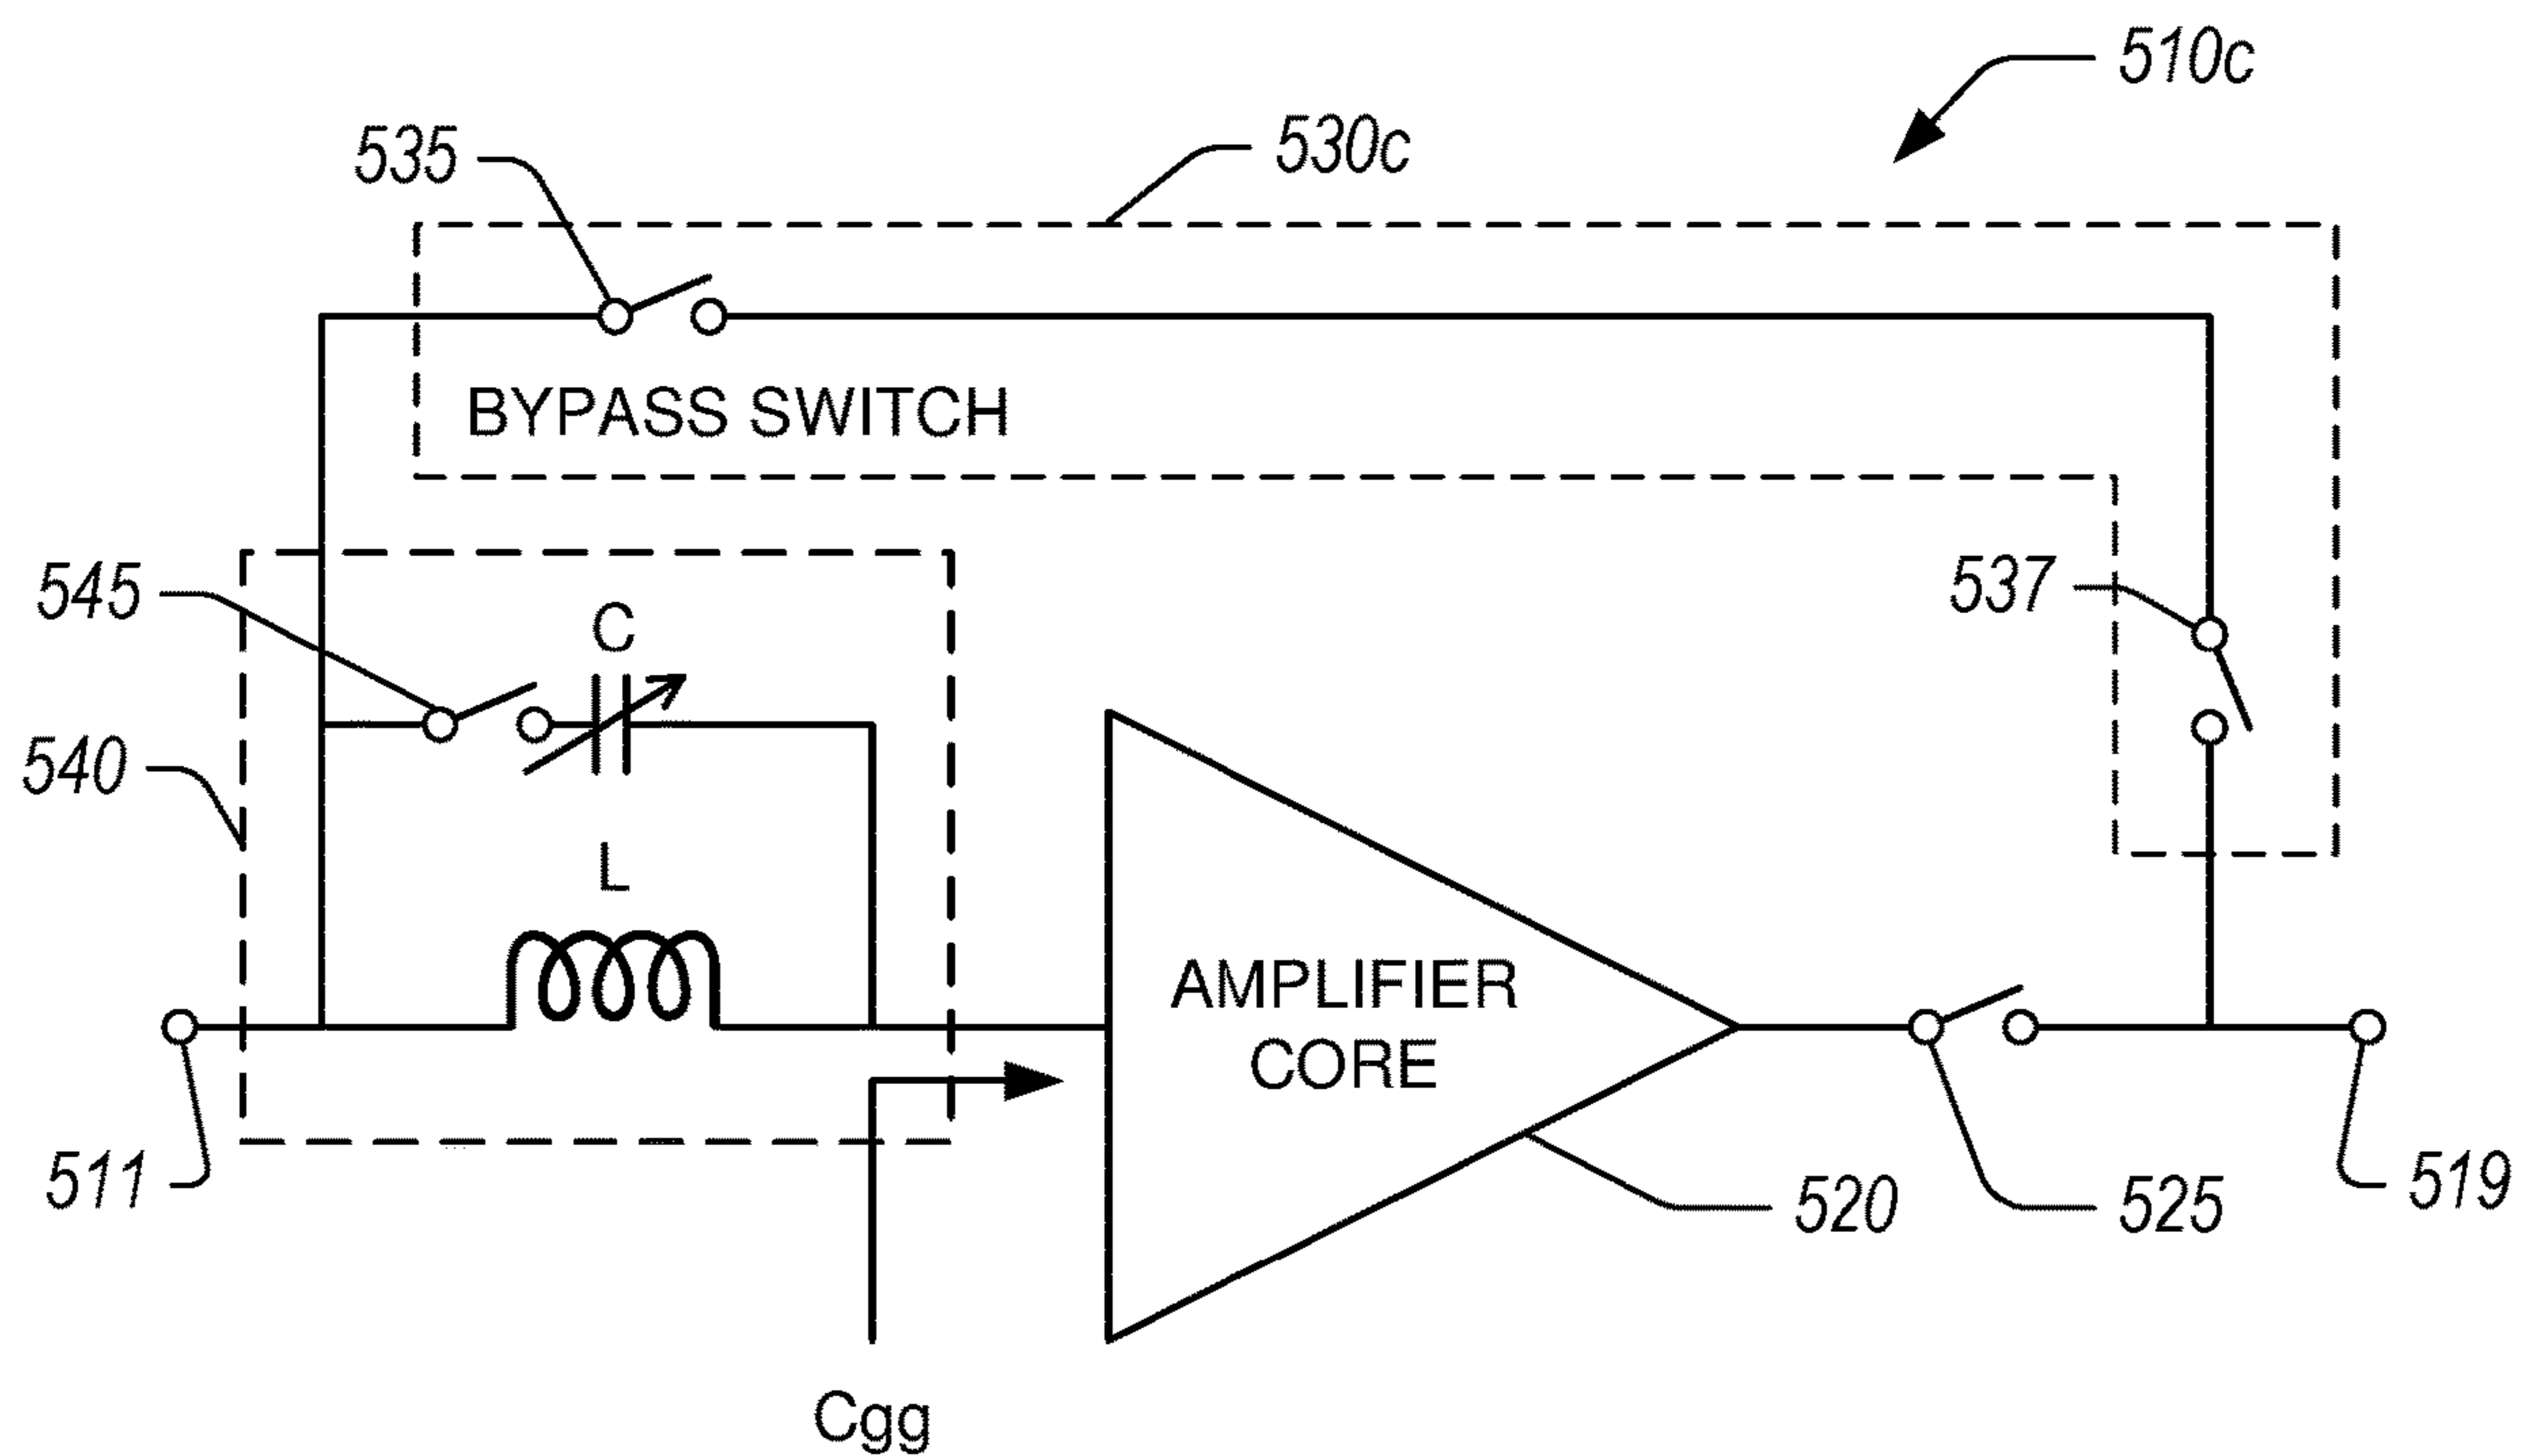 510c
535
530c
BYPASS SWITCH
545
C
537
540
L
AMPLIFIER
CORE
511
520
525
519
Cgg